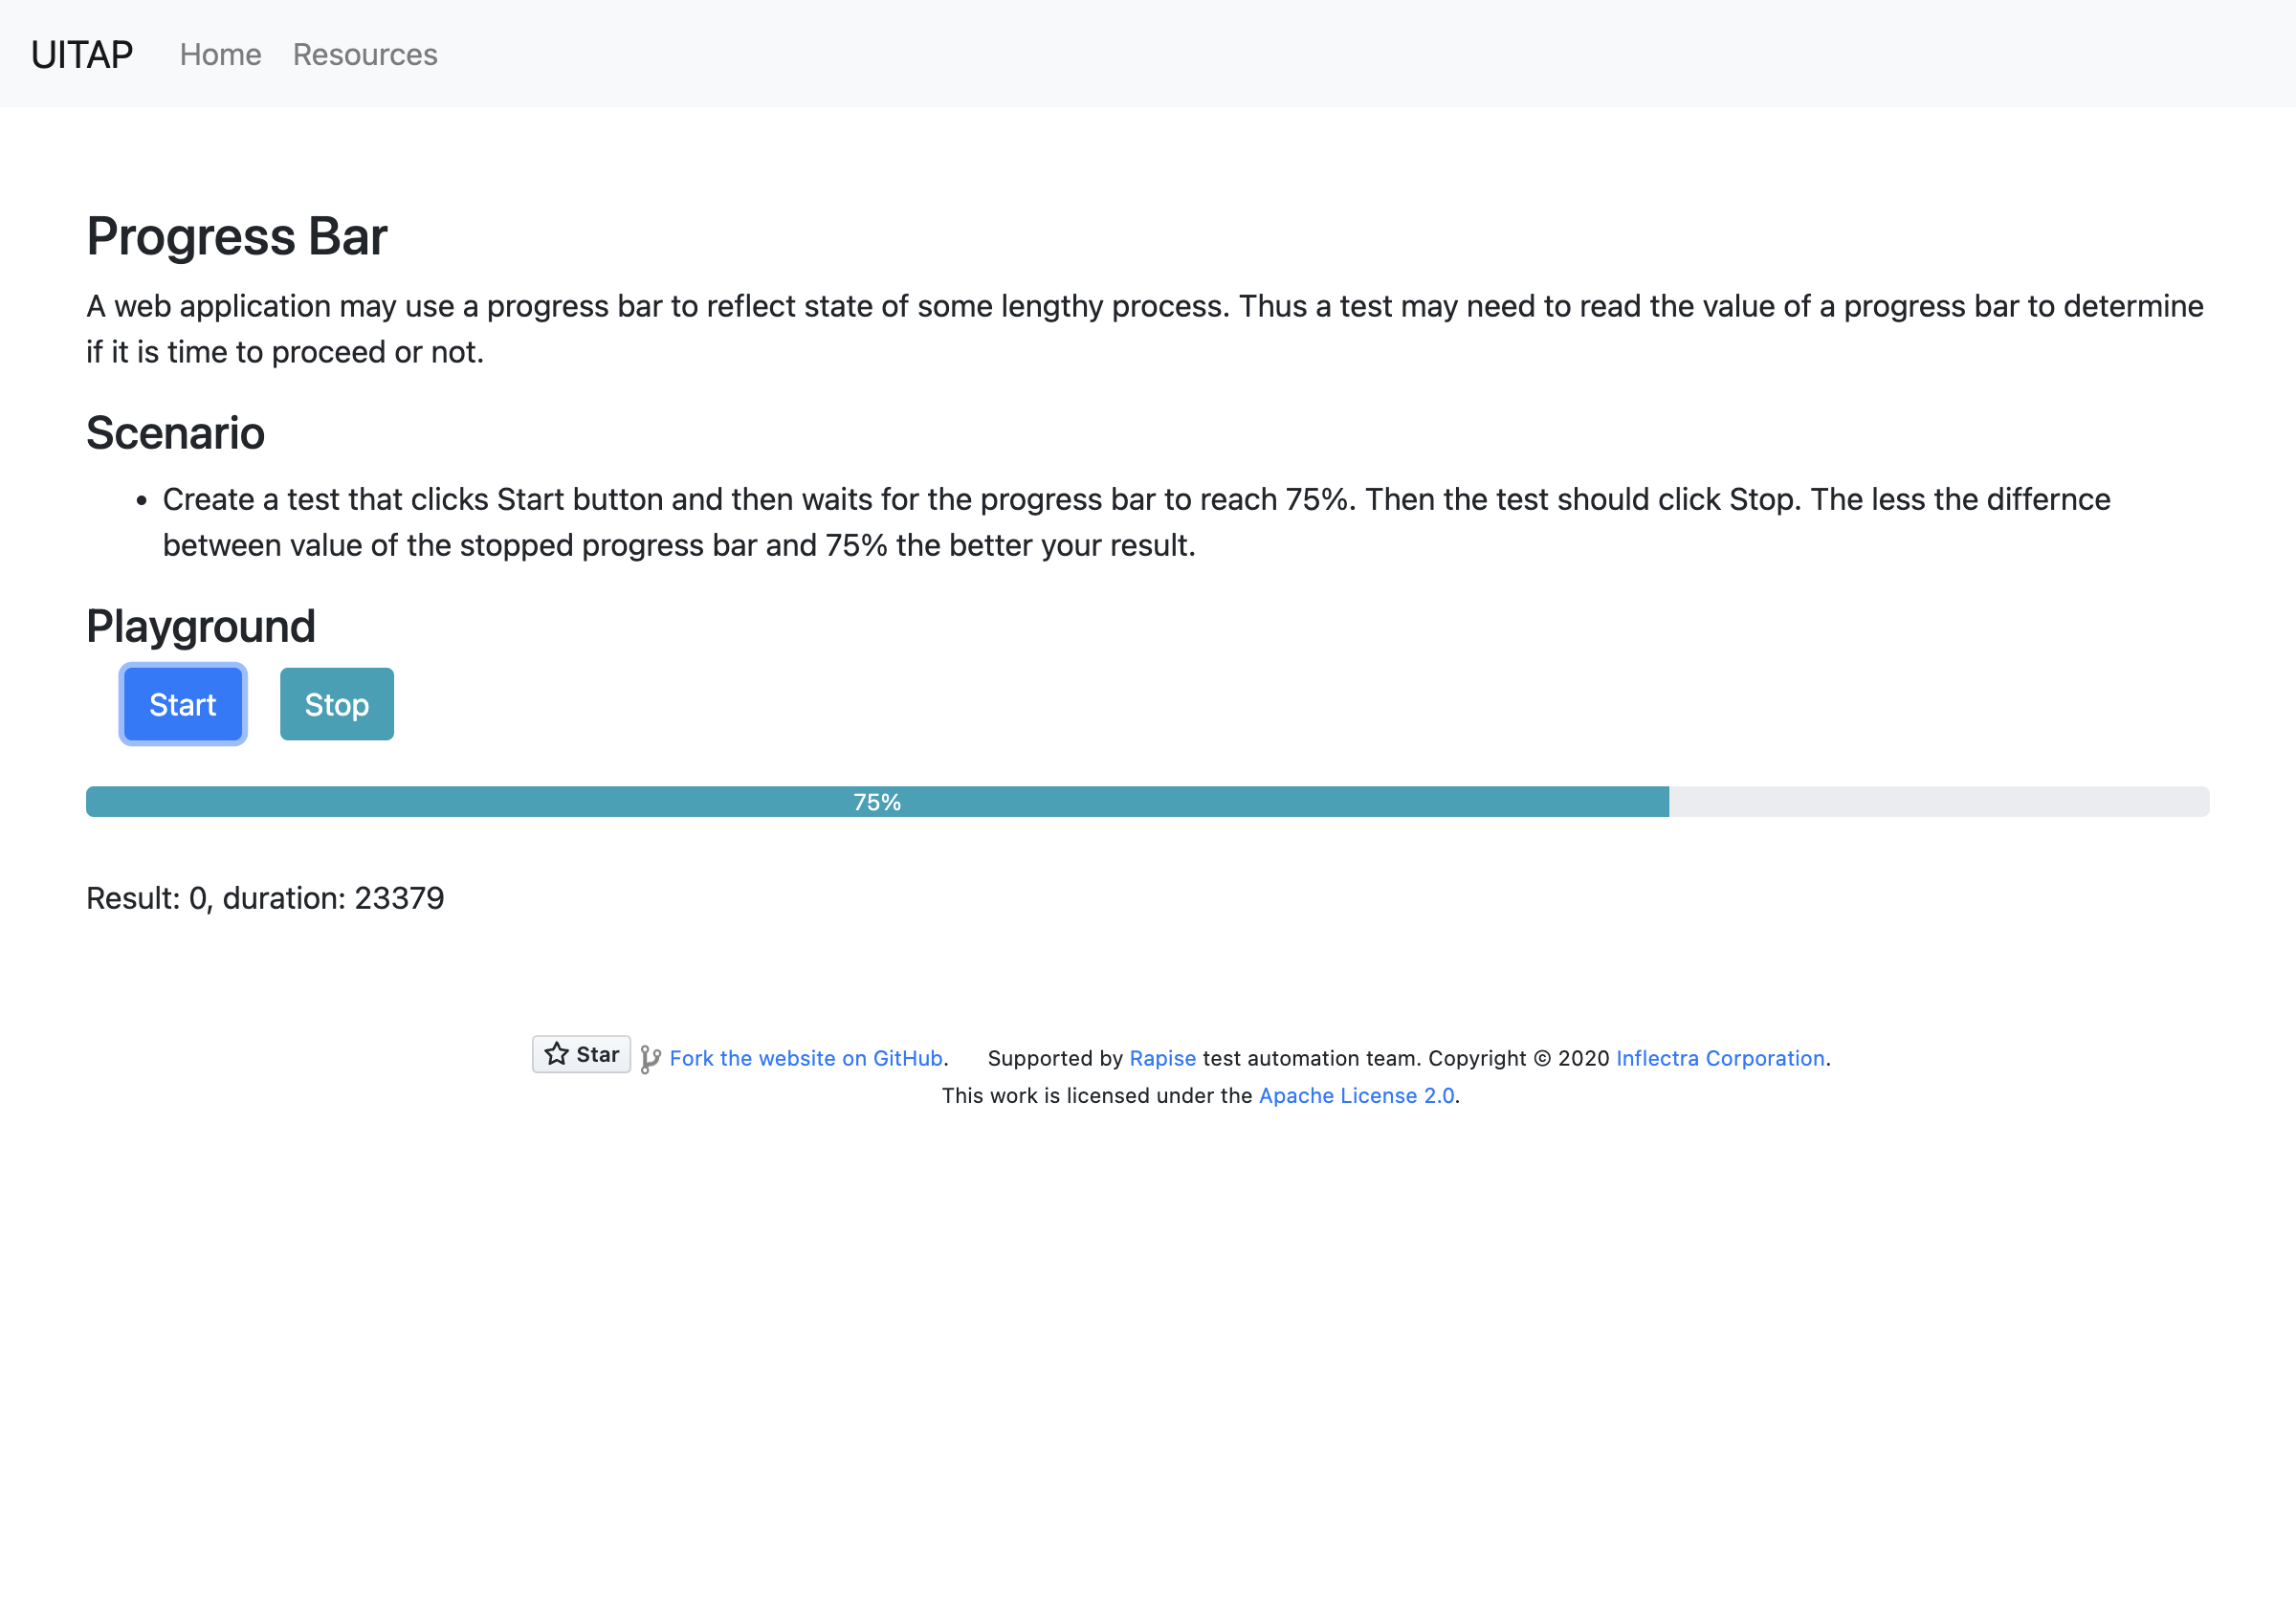 UITAP Home Resources
Progress Bar
A web application may use a progress bar to reflect state of some lengthy process. Thus a test may need to read the value of a progress bar to determine
if it is time to proceed or not.
Scenario
• Create a test that clicks Start button and then waits for the progress bar to reach 75%. Then the test should click Stop. The less the differnce
between value of the stopped progress bar and 75% the better your result.
Playground
Start Stop
75%
Result: 0, duration: 23379
Star Fork the website on GitHub. Supported by Rapise test automation team. Copyright © 2020 Inflectra Corporation.
This work is licensed under the Apache License 2.0.